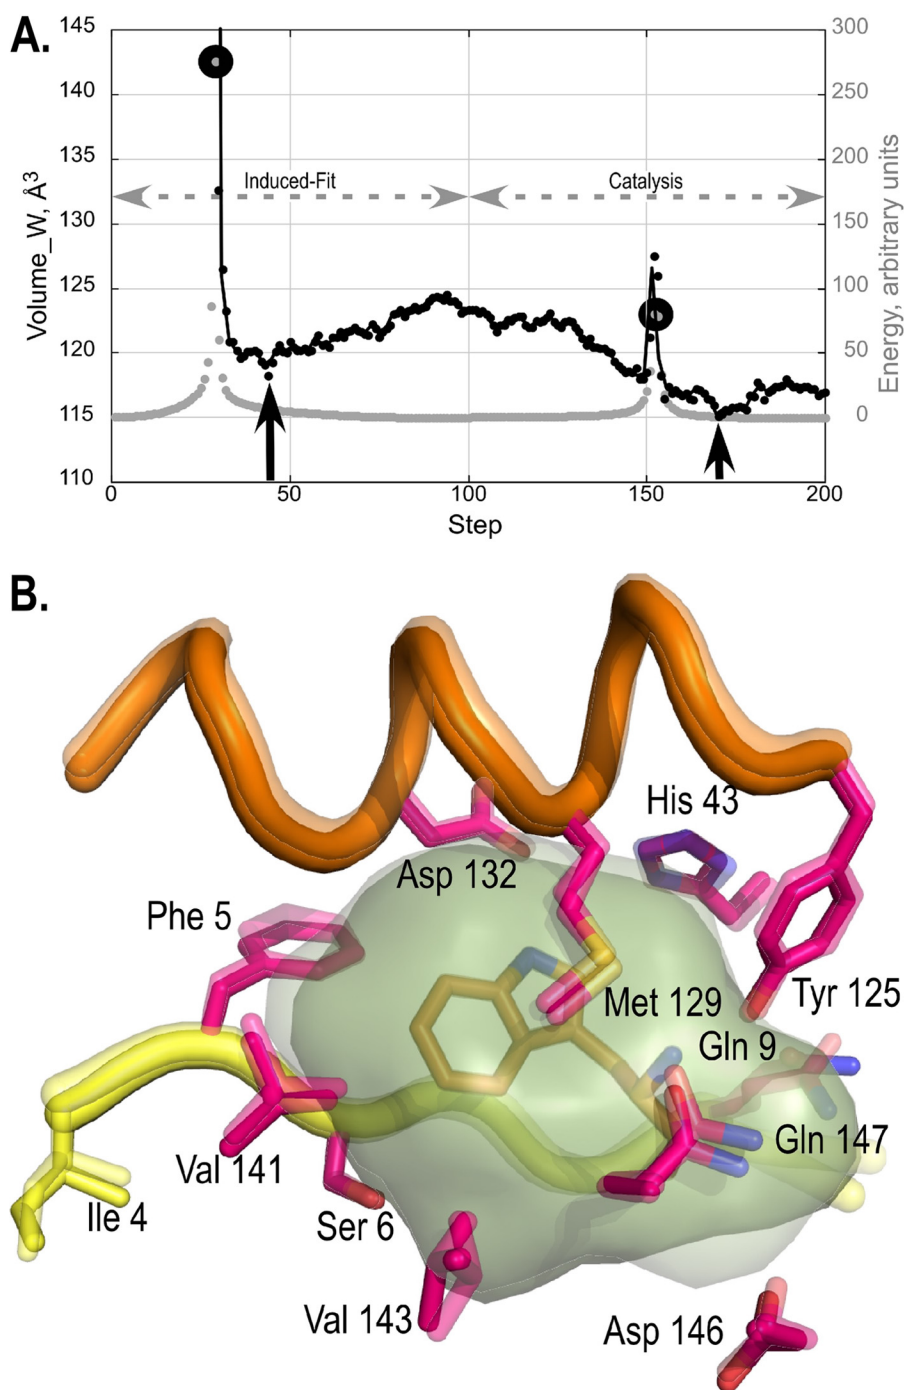 A.
145
140
135
130
125
120
115
110
Volume_W, Å3
300
250
200
150
100
50
0
Energy, arbitrary units
Induced-Fit
Catalysis
0
50
100
150
200
Step
B.
His 43
Asp 132
Phe 5
Met 129
Tyr 125
Gln 9
Gln 147
Val 141
Ile 4
Ser 6
Val 143
Asp 146